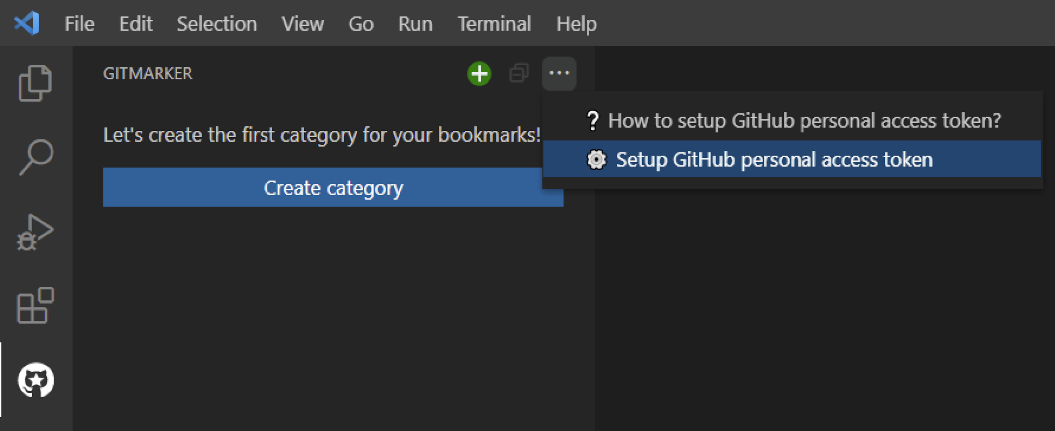 File Edit Selection View Go Run Terminal Help
GITMARKER
? How to setup GitHub personal access token?
Let's create the first category for your bookmarks!
Setup GitHub personal access token
Create category